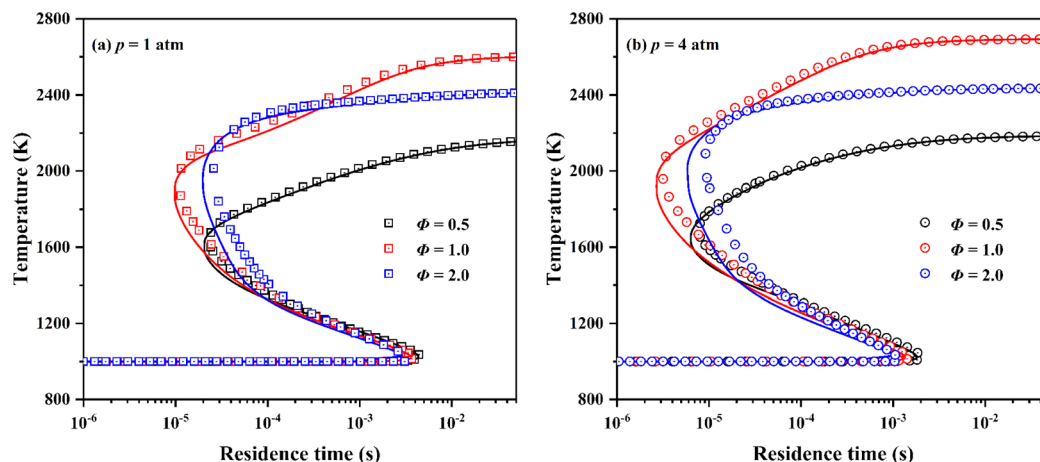 (a) p = 1 atm
2800
2400
2000
1600
1200
800
Temperature (K)
Φ = 0.5
Φ = 1.0
Φ = 2.0
10-6
10-5
10-4
10-3
10-2
Residence time (s)
(b) p = 4 atm
2800
2400
2000
1600
1200
800
Temperature (K)
Φ = 0.5
Φ = 1.0
Φ = 2.0
10-6
10-5
10-4
10-3
10-2
Residence time (s)